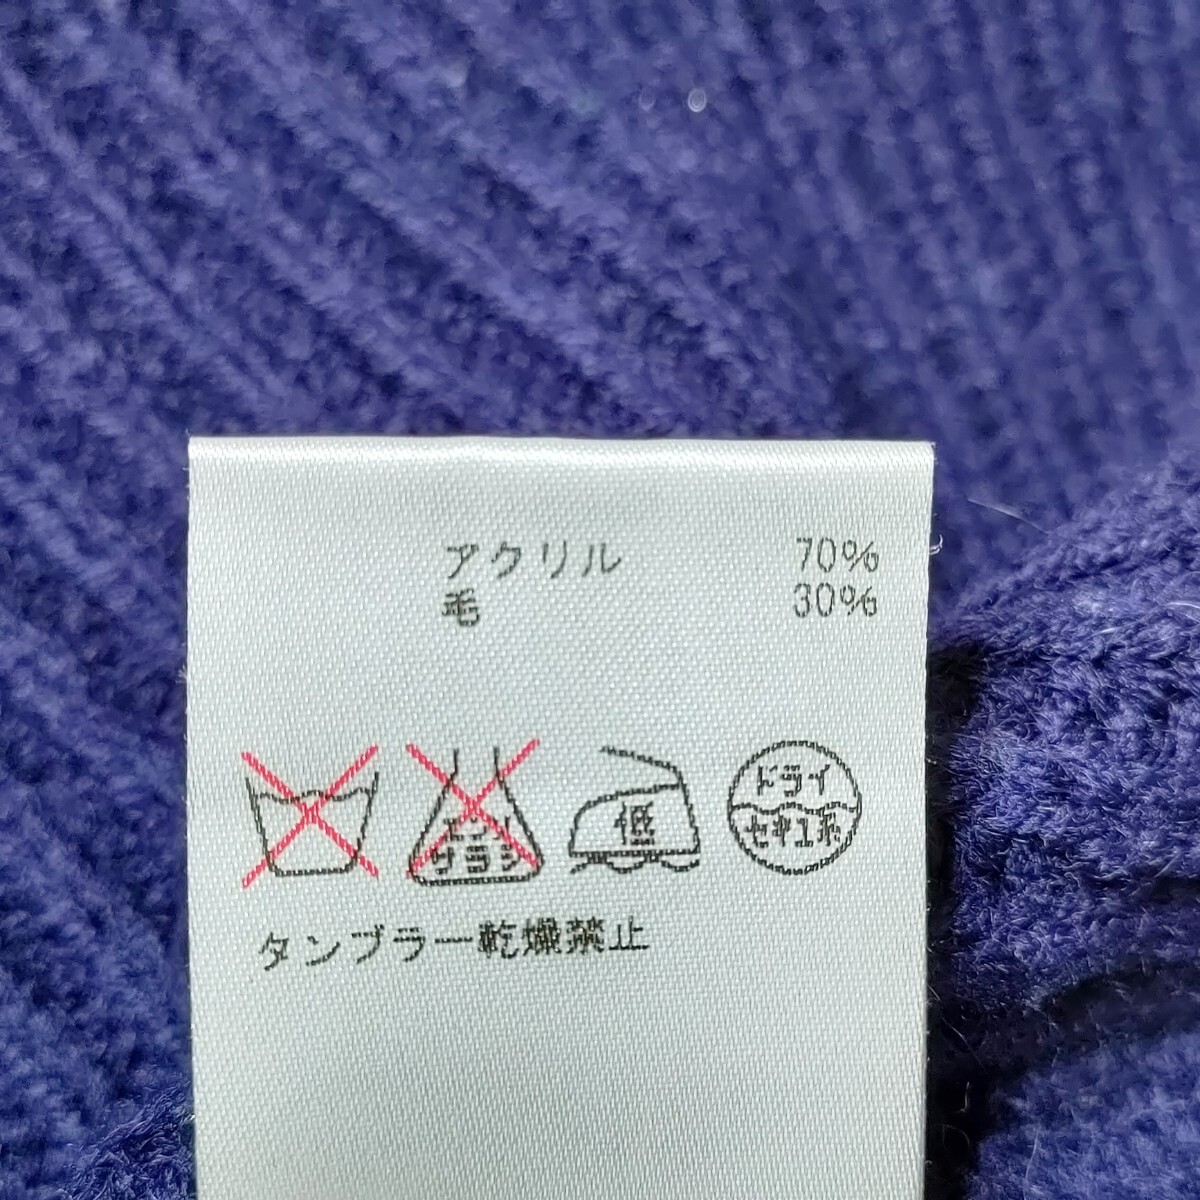 アクリル 70%
毛 30%
エンソ
サラシ
低
ドライ
セキユ系
タンブラー乾燥禁止